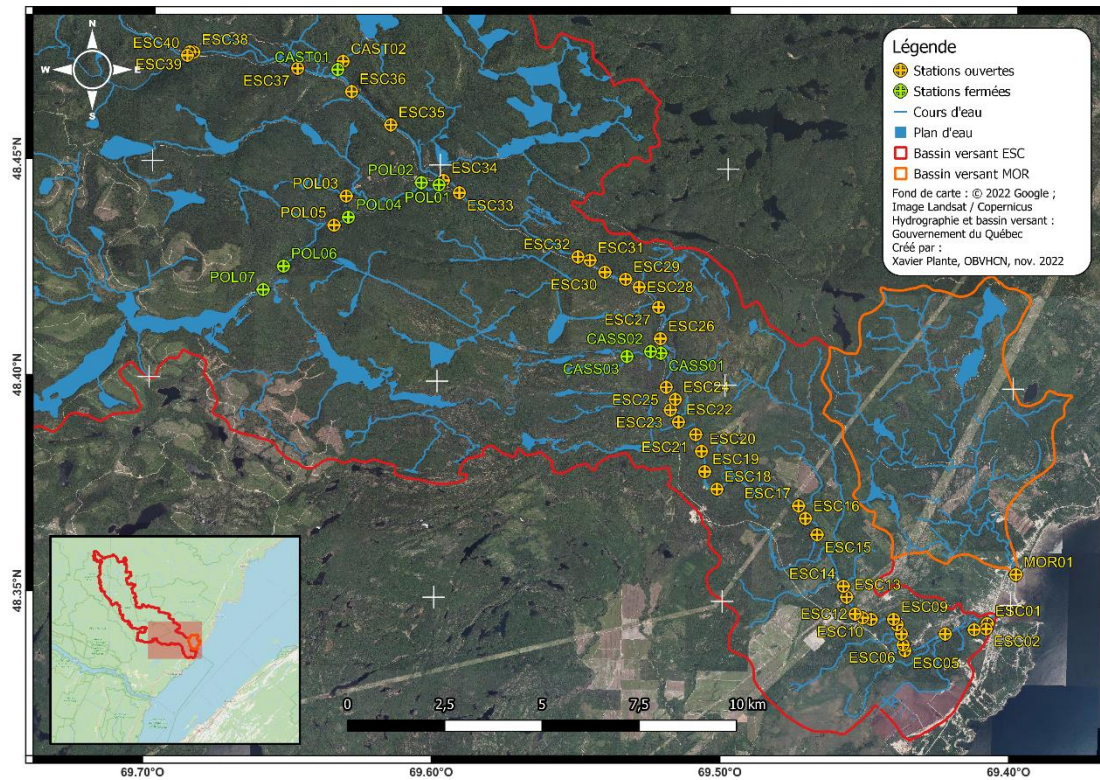 N
W
E
S
ESC40
ESC38
ESC39
CAST01
CAST02
ESC37
ESC36
ESC35
POL02
ESC34
POL03
POL01
ESC33
POL04
POL05
POL06
POL07
ESC32
ESC31
ESC29
ESC30
ESC28
ESC27
ESC26
CASS02
CASS03
CASS01
ESC24
ESC25
ESC22
ESC23
ESC21
ESC20
ESC19
ESC18
ESC17
ESC16
ESC15
ESC14
ESC13
MOR01
ESC12
ESC09
ESC01
ESC10
ESC02
ESC06
ESC05
Légende
Stations ouvertes
Stations fermées
Cours d'eau
Plan d'eau
Bassin versant ESC
Bassin versant MOR
Fond de carte : © 2022 Google ;
Image Landsat / Copernicus
Hydrographie et bassin versant :
Gouvernement du Québec
Créé par :
Xavier Plante, OBVHCN, nov. 2022
48.45°N
48.40°N
48.35°N
0 2,5 5 7,5 10 km
69.70°W 69.60°W 69.50°W 69.40°W